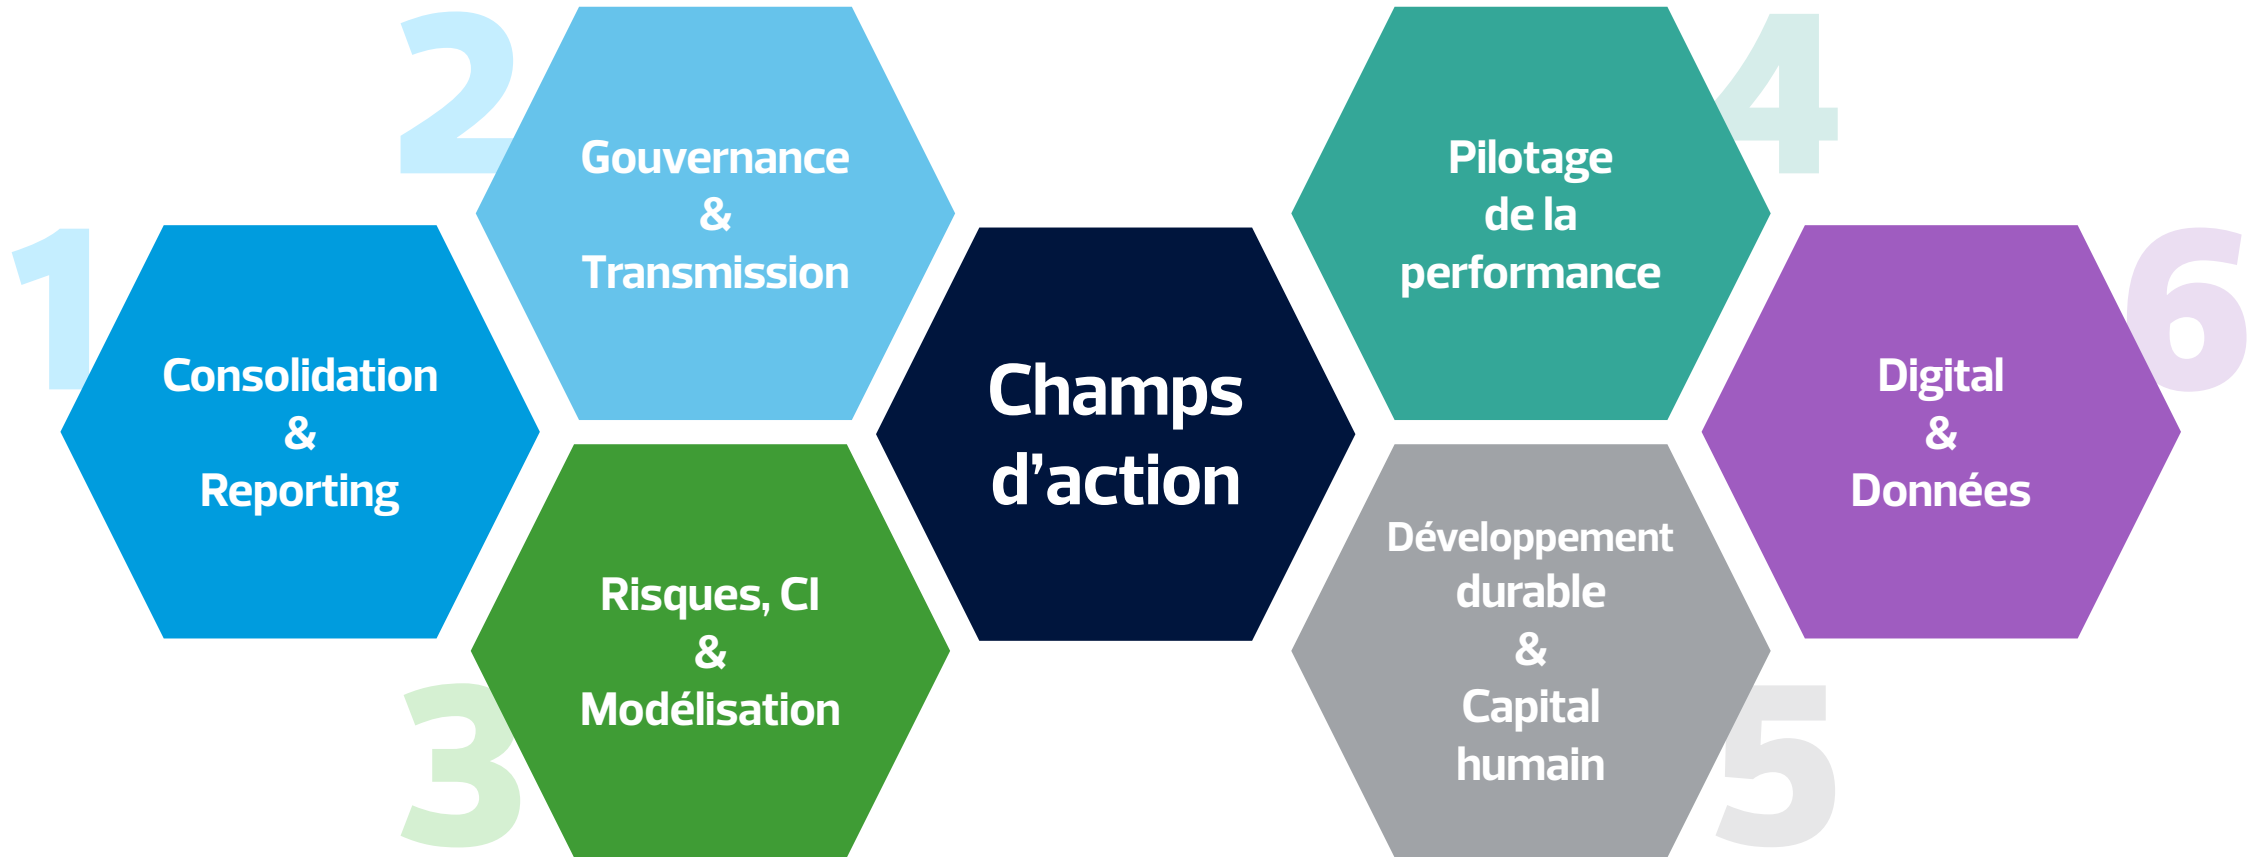 1
Consolidation
&
Reporting
2
Gouvernance
&
Transmission
3
Risques, CI
&
Modélisation
Champs
d’action
4
Pilotage
de la
performance
5
Développement
durable
&
Capital
humain
6
Digital
&
Données